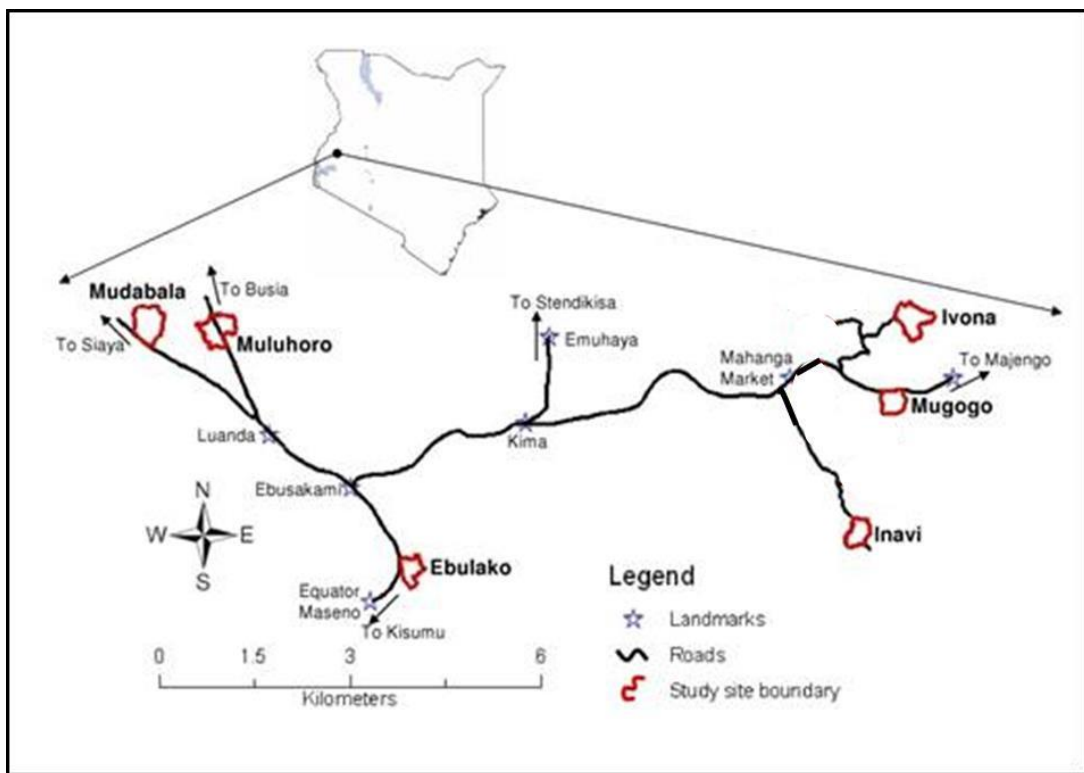 To Busia
Mudabala
To Siaya
Muluhoro
To Stendikisa
Emuhaya
Ivona
Mahanga
Market
To Majengo
Mugogo
Luanda
Kima
Ebusakami
N
W
E
S
Inavi
Ebulako
Equator
Maseno
To Kisumu
Legend
Landmarks
Roads
Study site boundary
0 1.5 3 6
Kilometers